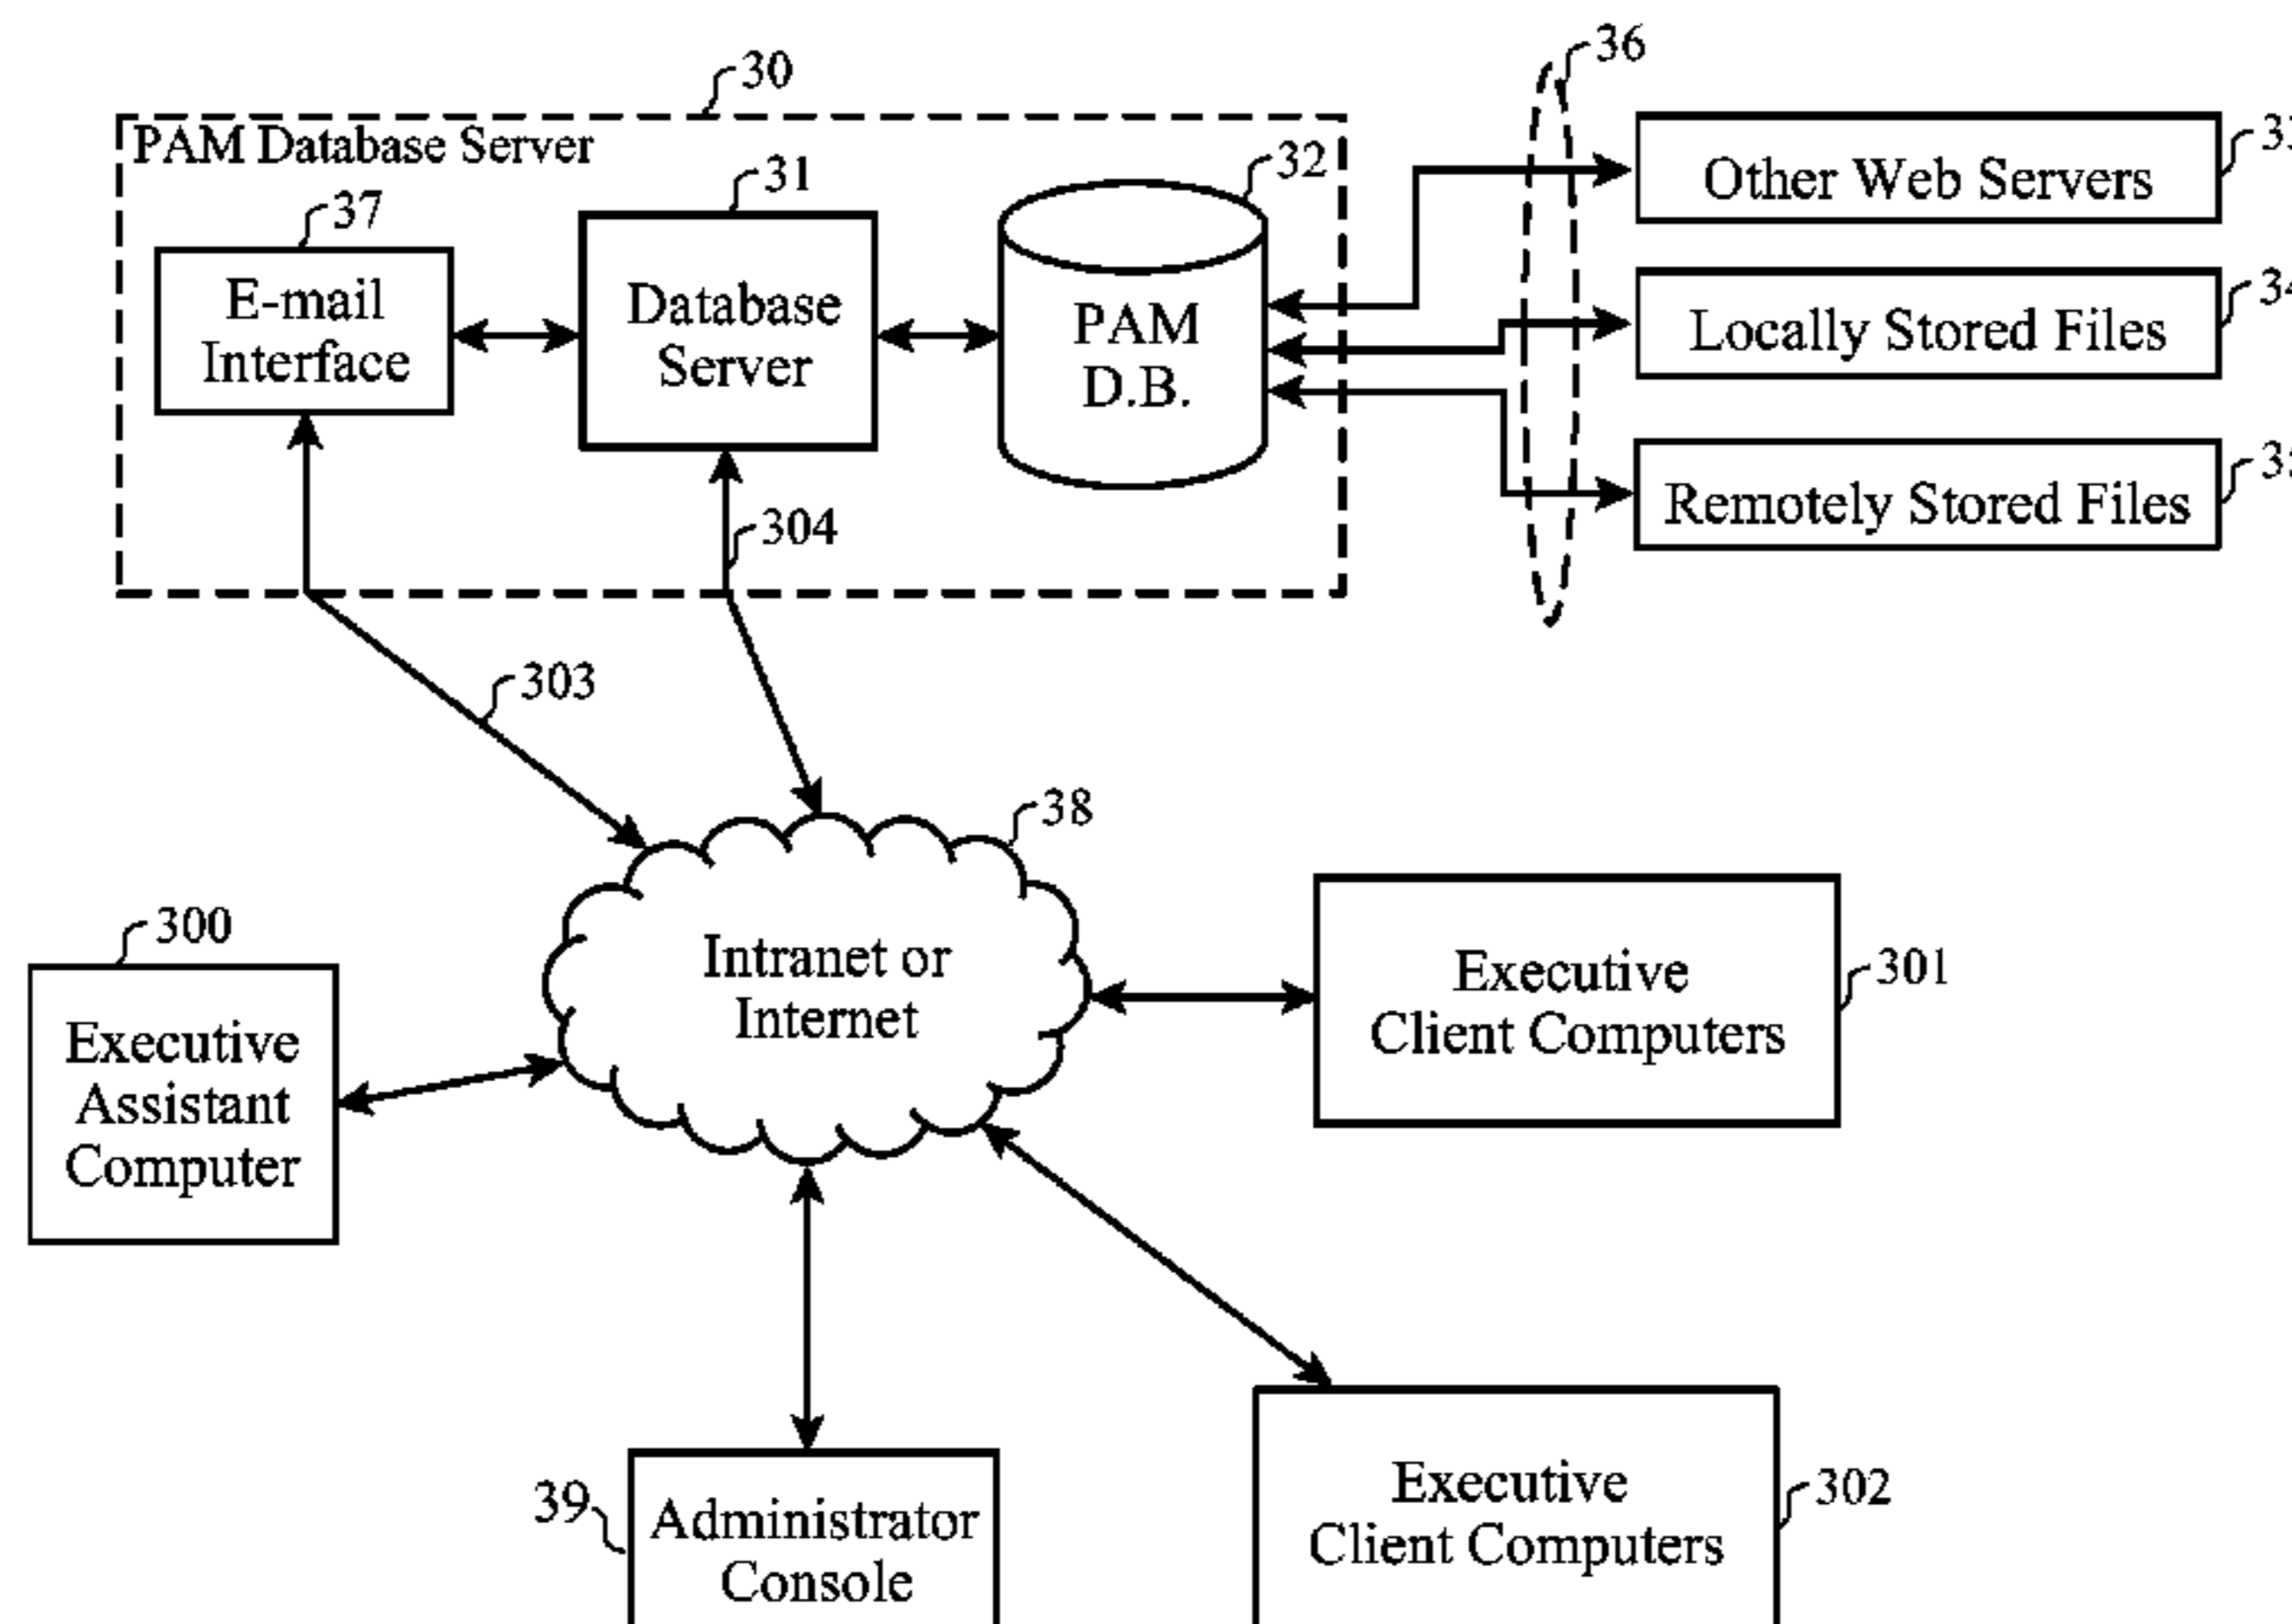 30
36
PAM Database Server
37
31
32
E-mail
Interface
Database
Server
PAM
D.B.
Other Web Servers
Locally Stored Files
34
Remotely Stored Files
304
303
38
Intranet or
Internet
300
Executive
Assistant
Computer
Executive
Client Computers
301
39
Administrator
Console
Executive
Client Computers
302